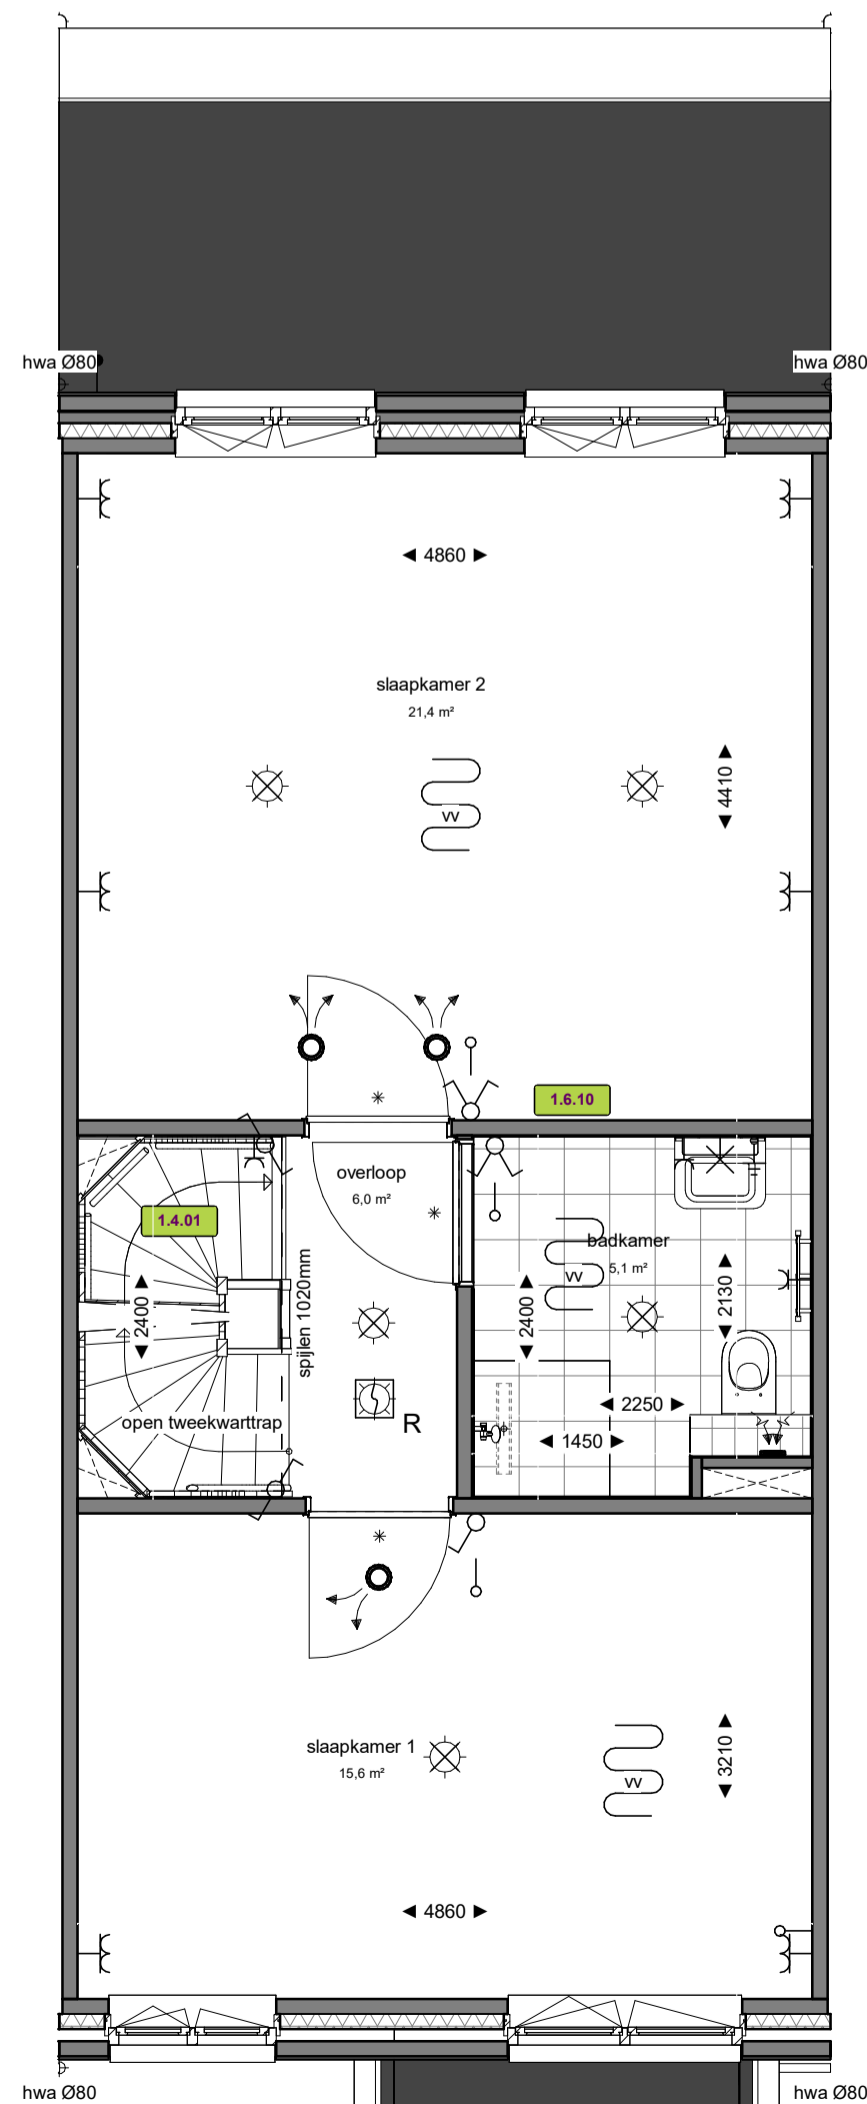 hwa Ø80
hwa Ø80
4860
slaapkamer 2
21,4 m²
4410
vv
1.6.10
overloop
6,0 m²
1.4.01
badkamer
5,1 m²
vv
2400
spijlen 1020mm
2400
2130
2250
open tweekwarttrap
R
1450
slaapkamer 1
15,6 m²
3210
vv
4860
hwa Ø80
hwa Ø80